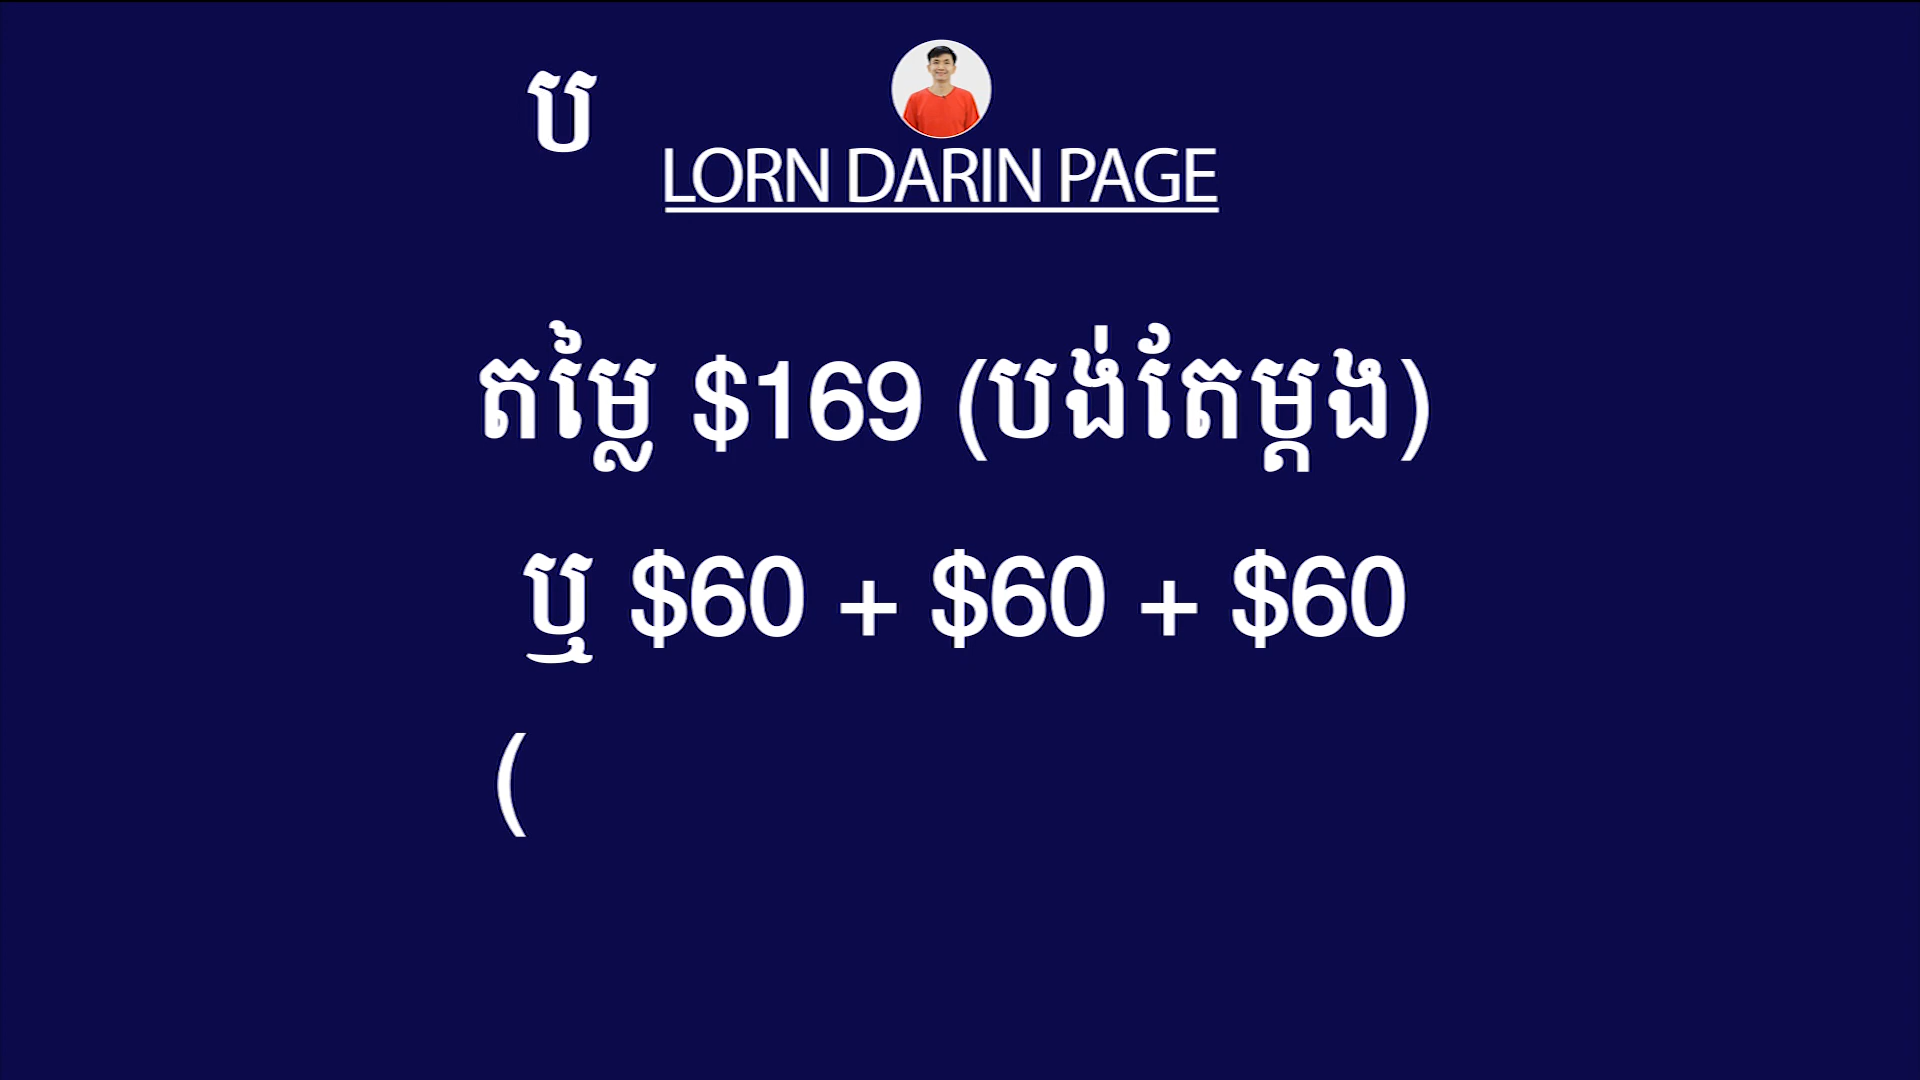 ប
LORN DARIN PAGE
តម្លៃ $169 (បង់តែម្តង)
ឬ $60 + $60 + $60
(